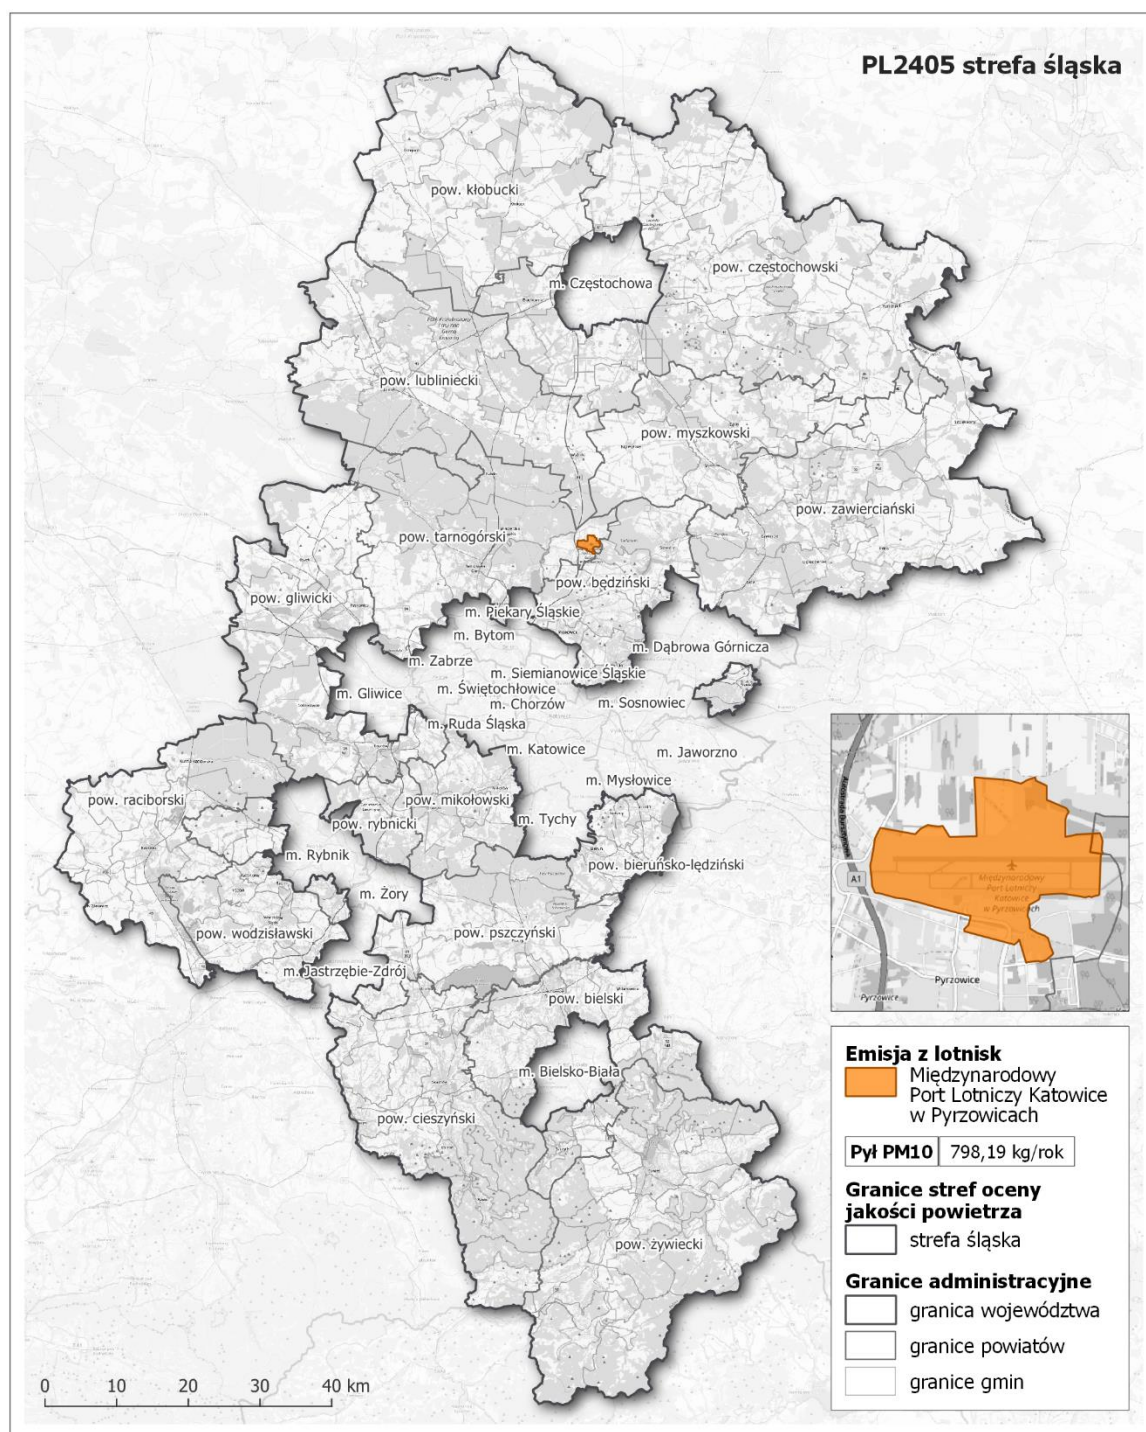 PL2405 strefa śląska
pow. kłobucki
pow. częstochowski
m. Częstochowa
pow. lubliniecki
pow. myszkowski
pow. zawierciański
pow. tarnogórski
pow. będziński
pow. gliwicki
m. Piekary Śląskie
m. Bytom
m. Dąbrowa Górnicza
m. Zabrze
m. Siemianowice Śląskie
m. Gliwice
m. Świętochłowice
m. Chorzów
m. Sosnowiec
m. Ruda Śląska
m. Katowice
m. Jaworzno
m. Mysłowice
pow. raciborski
pow. mikołowski
pow. rybnicki
m. Tychy
m. Rybnik
pow. bieruńsko-lędziński
m. Żory
pow. wodzisławski
pow. pszczyński
m. Jastrzębie-Zdrój
pow. bielski
m. Bielsko-Biała
pow. cieszyński
pow. żywiecki
A1
Międzynarodowy
Port Lotniczy
Katowice
w Pyrzowicach
Pyrzowice
Pyrzowice
Emisja z lotnisk
Międzynarodowy
Port Lotniczy Katowice
w Pyrzowicach
Pył PM10 798,19 kg/rok
Granice stref oceny
jakości powietrza
strefa śląska
Granice administracyjne
granica województwa
granice powiatów
granice gmin
0 10 20 30 40 km